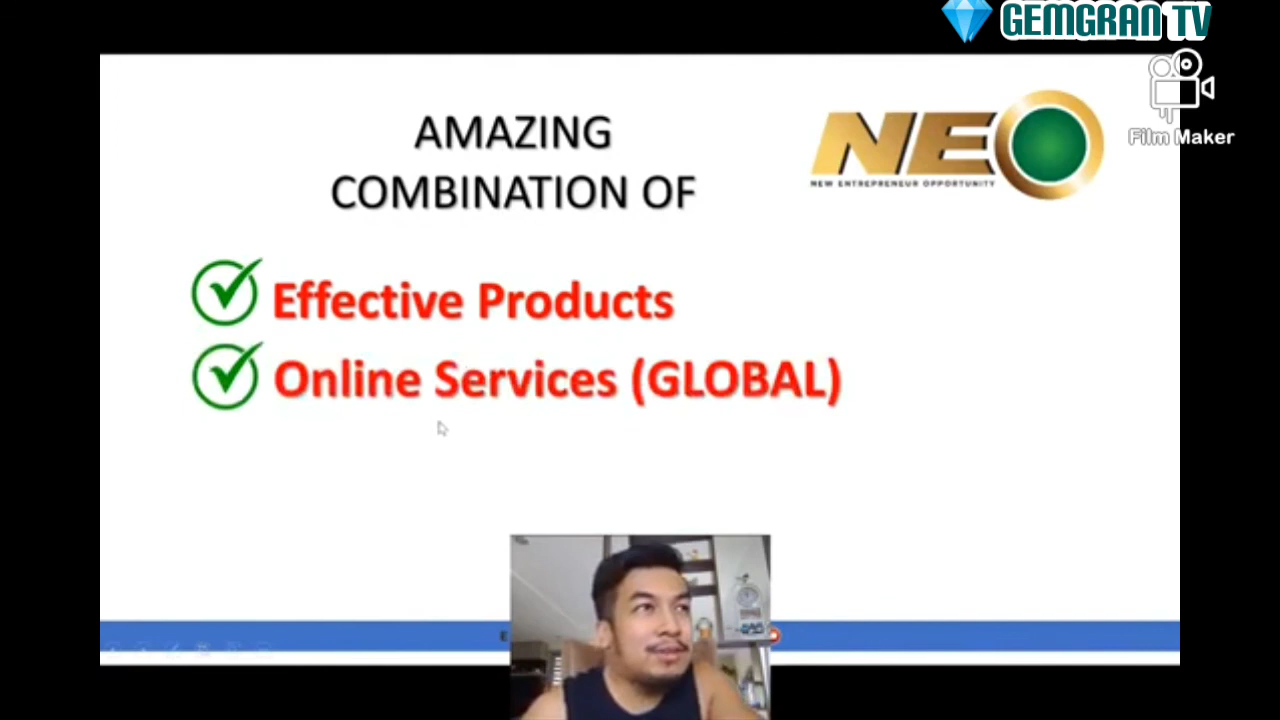 GEMGRAN TV
Film Maker
NEO
NEW ENTREPRENEUR OPPORTUNITY
AMAZING
COMBINATION OF
Effective Products
Online Services (GLOBAL)